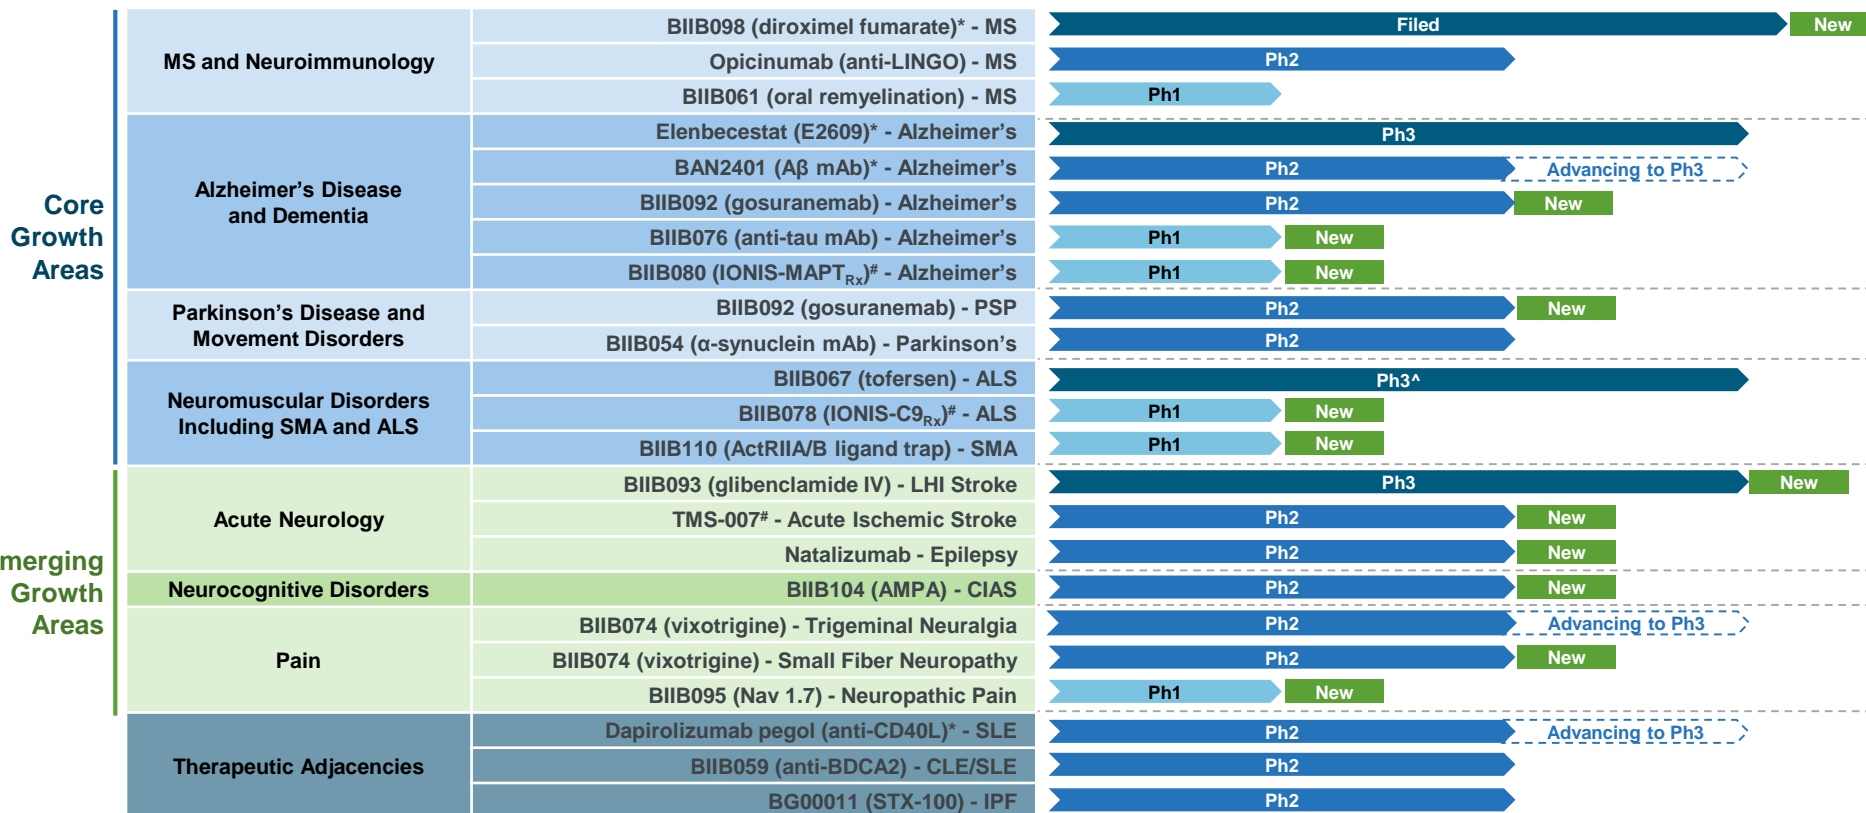 Core
Growth
Areas
MS and Neuroimmunology
BIIB098 (diroximel fumarate)* - MS
Filed
New
Opicinumab (anti-LINGO) - MS
Ph2
BIIB061 (oral remyelination) - MS
Ph1
Alzheimer’s Disease
and Dementia
Elenbecestat (E2609)* - Alzheimer’s
Ph3
BAN2401 (Aβ mAb)* - Alzheimer’s
Ph2
Advancing to Ph3
BIIB092 (gosuranemab) - Alzheimer’s
Ph2
New
BIIB076 (anti-tau mAb) - Alzheimer’s
Ph1
New
BIIB080 (IONIS-MAPTRx)# - Alzheimer’s
Ph1
New
Parkinson’s Disease and
Movement Disorders
BIIB092 (gosuranemab) - PSP
Ph2
New
BIIB054 (α-synuclein mAb) - Parkinson’s
Ph2
Neuromuscular Disorders
Including SMA and ALS
BIIB067 (tofersen) - ALS
Ph3^
BIIB078 (IONIS-C9Rx)# - ALS
Ph1
New
BIIB110 (ActRIIA/B ligand trap) - SMA
Ph1
New
merging
Growth
Areas
Acute Neurology
BIIB093 (glibenclamide IV) - LHI Stroke
Ph3
New
TMS-007# - Acute Ischemic Stroke
Ph2
New
Natalizumab - Epilepsy
Ph2
New
Neurocognitive Disorders
BIIB104 (AMPA) - CIAS
Ph2
New
Pain
BIIB074 (vixotrigine) - Trigeminal Neuralgia
Ph2
Advancing to Ph3
BIIB074 (vixotrigine) - Small Fiber Neuropathy
Ph2
New
BIIB095 (Nav 1.7) - Neuropathic Pain
Ph1
New
Therapeutic Adjacencies
Dapirolizumab pegol (anti-CD40L)* - SLE
Ph2
Advancing to Ph3
BIIB059 (anti-BDCA2) - CLE/SLE
Ph2
BG00011 (STX-100) - IPF
Ph2